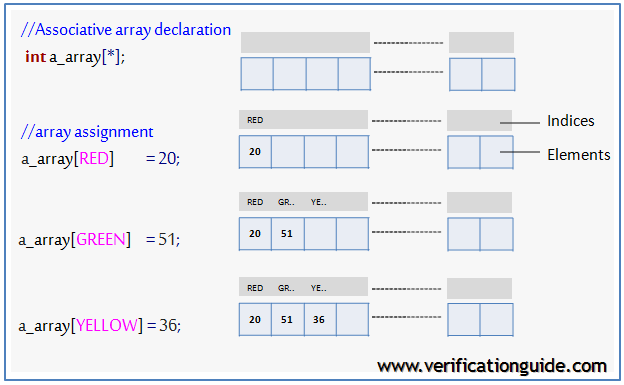 //Associative array declaration
int a_array[*];
//array assignment
a_array[RED] = 20;
RED
20
Indices
Elements
a_array[GREEN] = 51;
RED GR.. YE..
20 51
a_array[YELLOW] = 36;
RED GR.. YE..
20 51 36
www.verificationguide.com